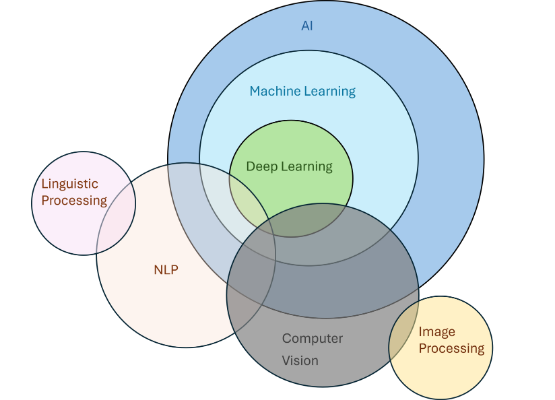 AI
Machine Learning
Deep Learning
Linguistic
Processing
NLP
Computer
Vision
Image
Processing